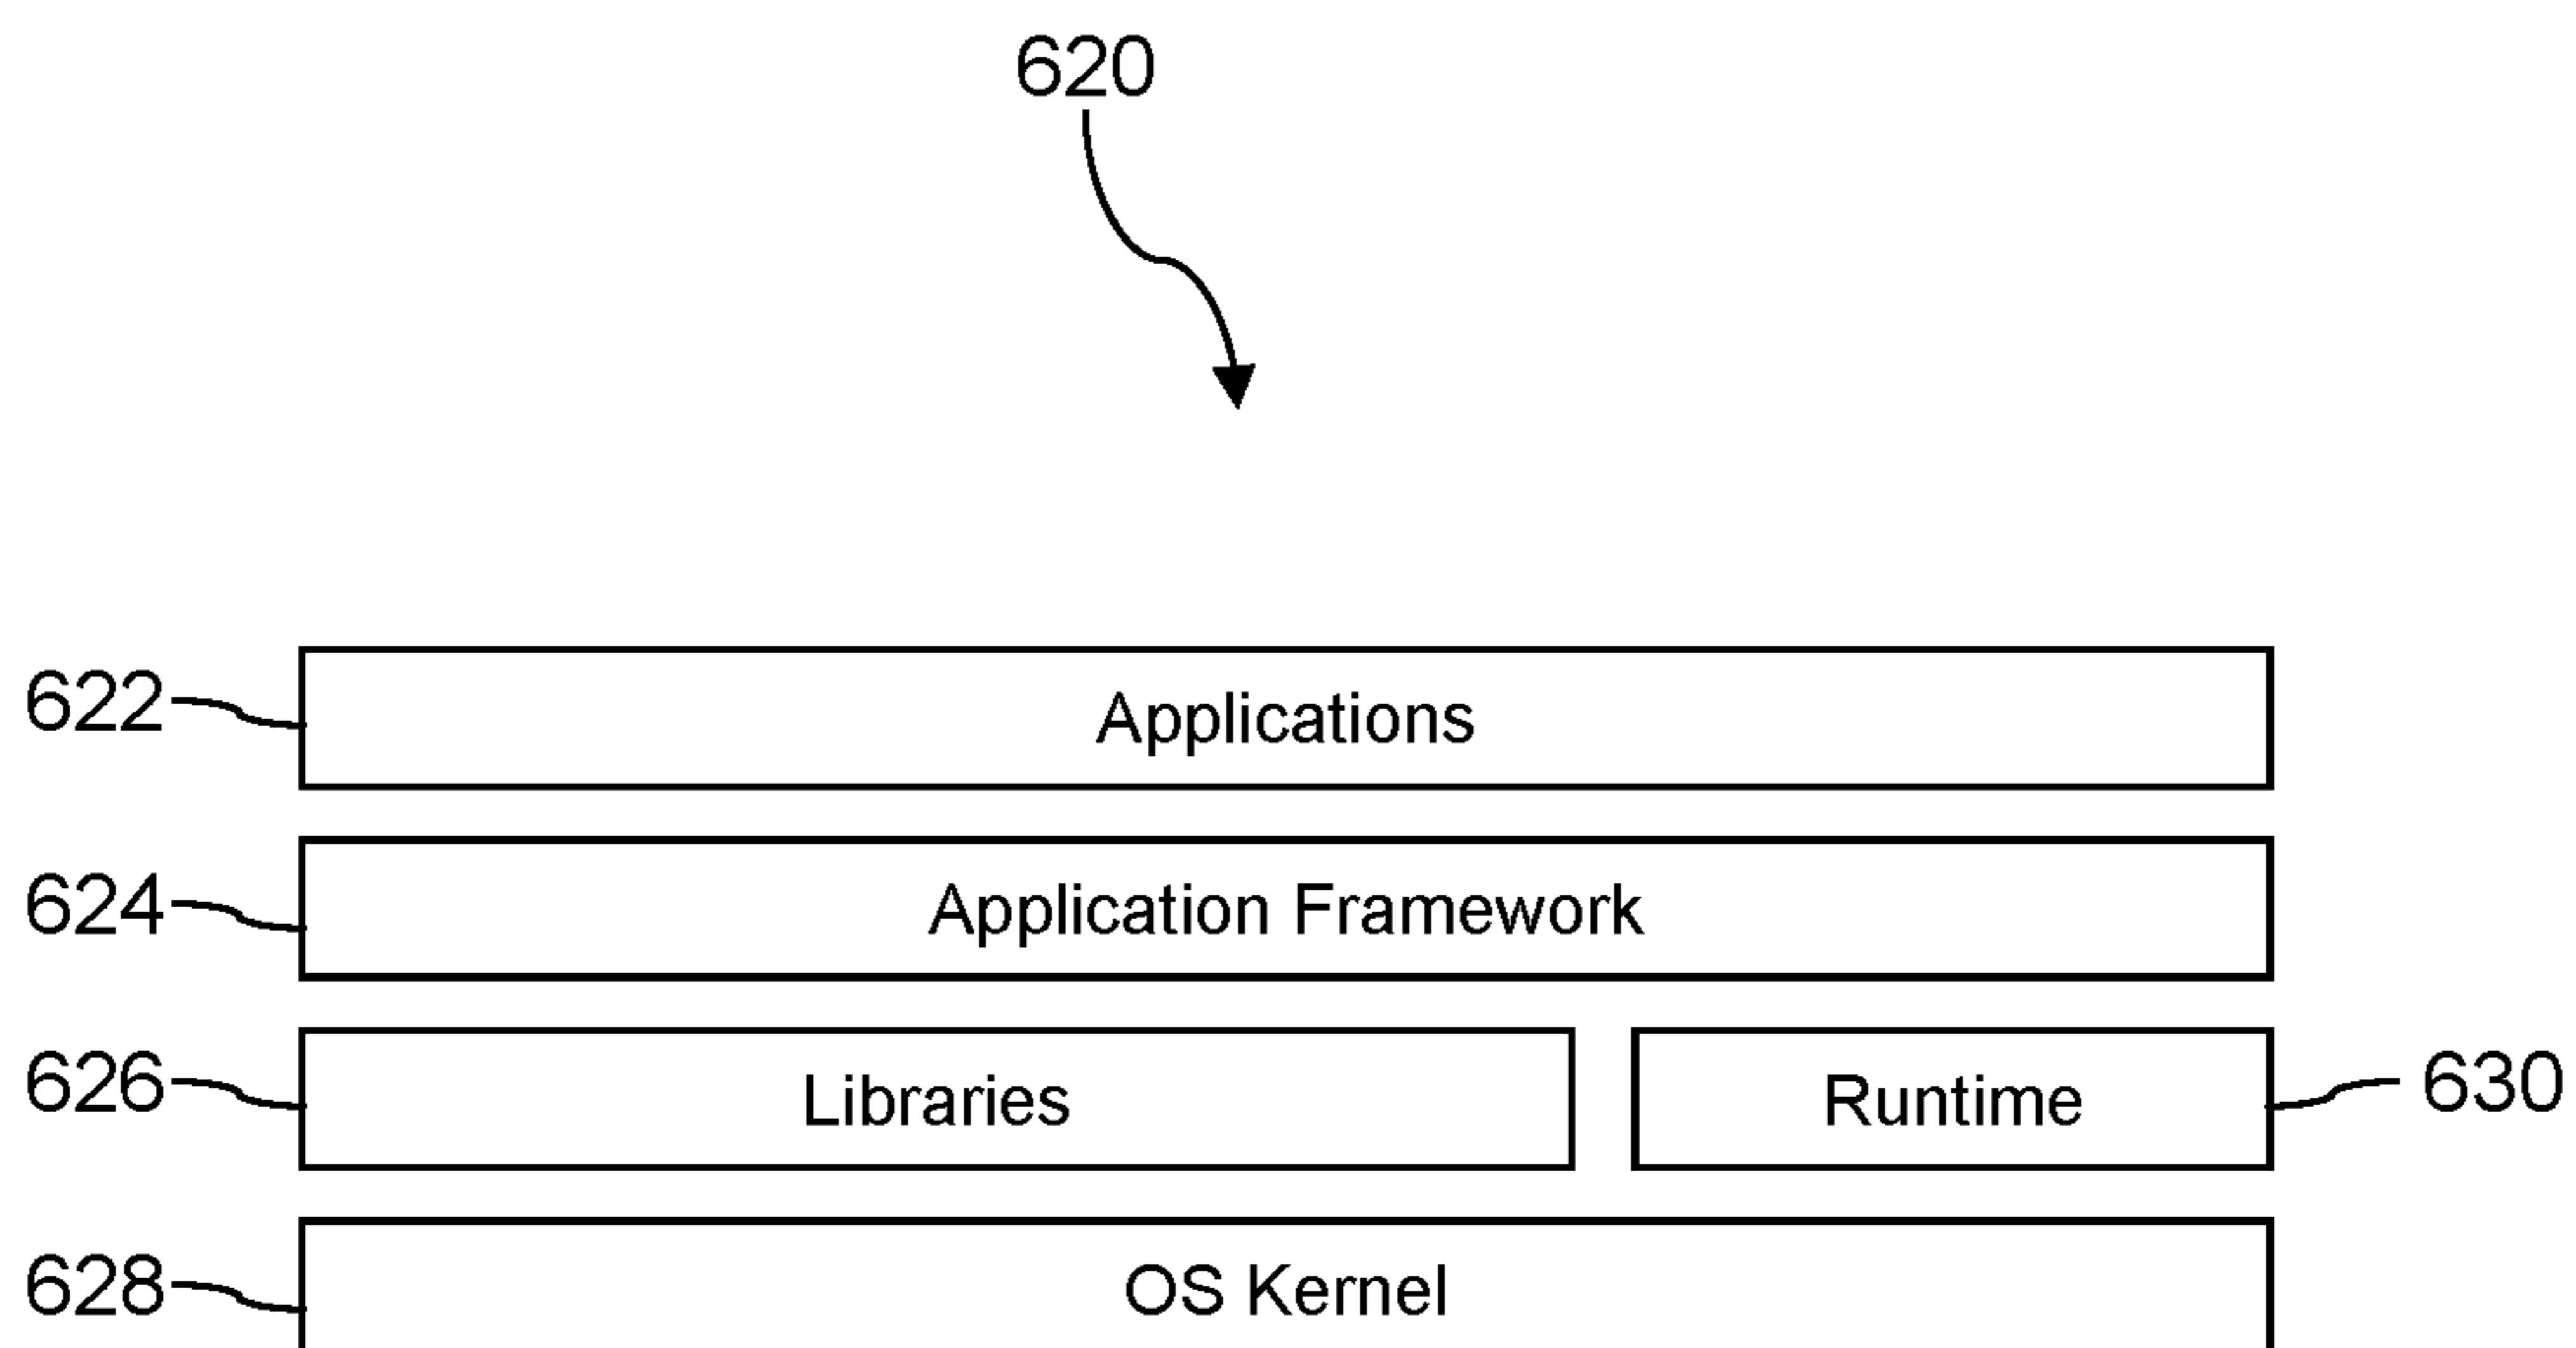 620
622 Applications
624 Application Framework
626 Libraries Runtime 630
628 OS Kernel